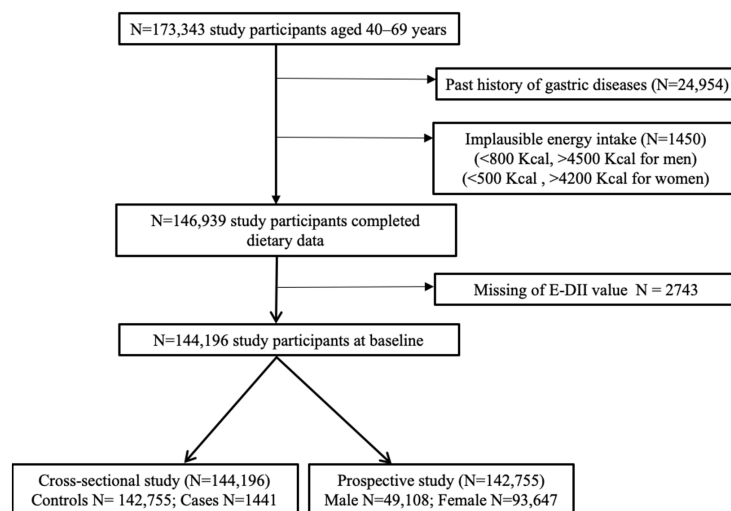 N=173,343 study participants aged 40–69 years
Past history of gastric diseases (N=24,954)
Implausible energy intake (N=1450)
(<800 Kcal, >4500 Kcal for men)
(<500 Kcal , >4200 Kcal for women)
N=146,939 study participants completed
dietary data
Missing of E-DII value N = 2743
N=144,196 study participants at baseline
Cross-sectional study (N=144,196)
Controls N= 142,755; Cases N=1441
Prospective study (N=142,755)
Male N=49,108; Female N=93,647